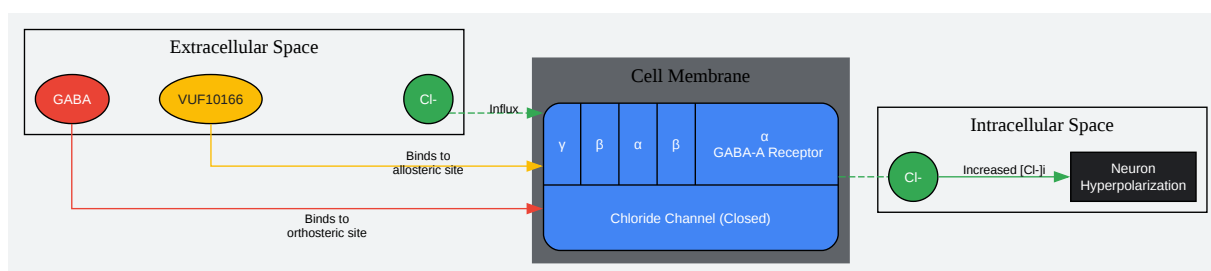 Extracellular Space
GABA
VUF10166
Cl-
Influx
Binds to
allosteric site
Binds to
orthosteric site
Cell Membrane
γ
β
α
β
α
GABA-A Receptor
Chloride Channel (Closed)
Intracellular Space
Cl-
Increased [Cl-]i
Neuron
Hyperpolarization